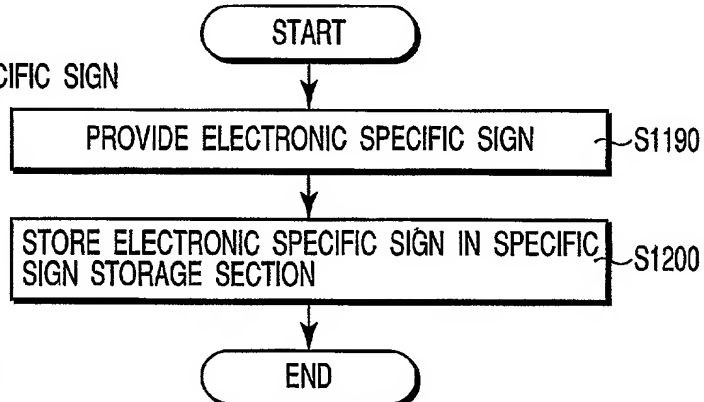 START
CIFIC SIGN
PROVIDE ELECTRONIC SPECIFIC SIGN
S1190
STORE ELECTRONIC SPECIFIC SIGN IN SPECIFIC
SIGN STORAGE SECTION
S1200
END